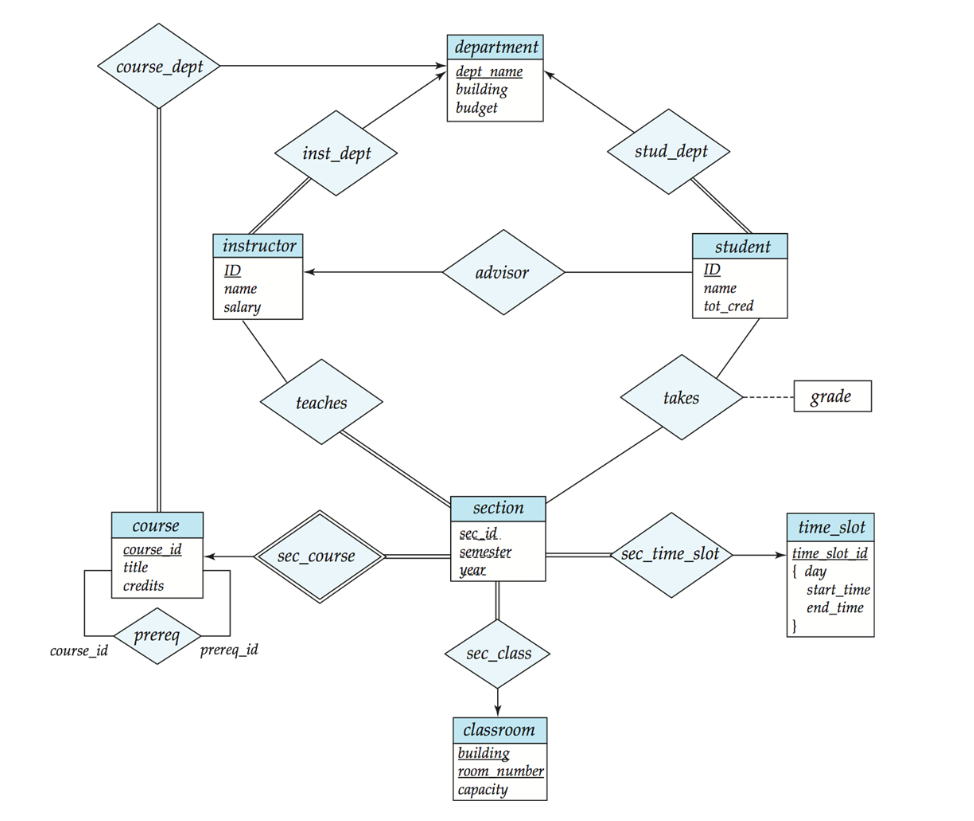 department
course_dept
dept_name
building
budget
inst_dept
stud_dept
instructor
ID
name
salary
advisor
student
ID
name
tot_cred
teaches
takes
grade
section
sec_id
semester
year
course
course_id
title
credits
sec_course
sec_time_slot
time_slot
time_slot_id
{ day
start_time
end_time
}
prereq
course_id
prereq_id
sec_class
classroom
building
room_number
capacity